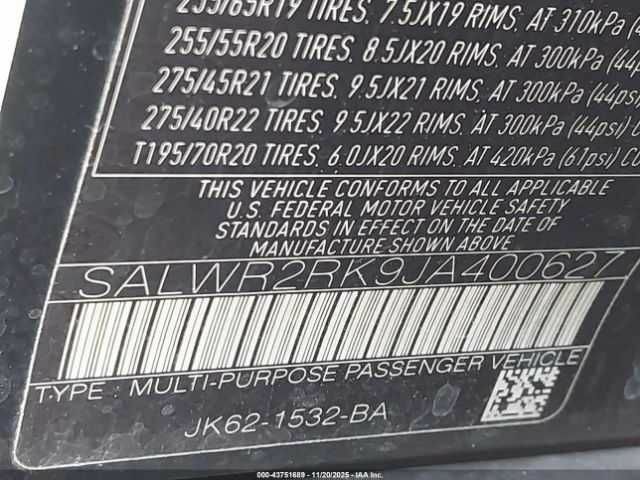 255/65R19 TIRES, 7.5JX19 RIMS, AT 310kPa
255/55R20 TIRES, 8.5JX20 RIMS, AT 300kPa (44
275/45R21 TIRES, 9.5JX21 RIMS, AT 300kPa (44psi)
275/40R22 TIRES, 9.5JX22 RIMS, AT 300kPa (44psi)
T195/70R20 TIRES, 6.0JX20 RIMS, AT 420kPa (61psi) C
THIS VEHICLE CONFORMS TO ALL APPLICABLE
U.S. FEDERAL MOTOR VEHICLE SAFETY
STANDARDS IN EFFECT ON THE DATE OF
MANUFACTURE SHOWN ABOVE
SALWR2RK9JA400627
TYPE : MULTI-PURPOSE PASSENGER VEHICLE
JK62-1532-BA
000-43751689 - 11/20/2025 - IAA, Inc.